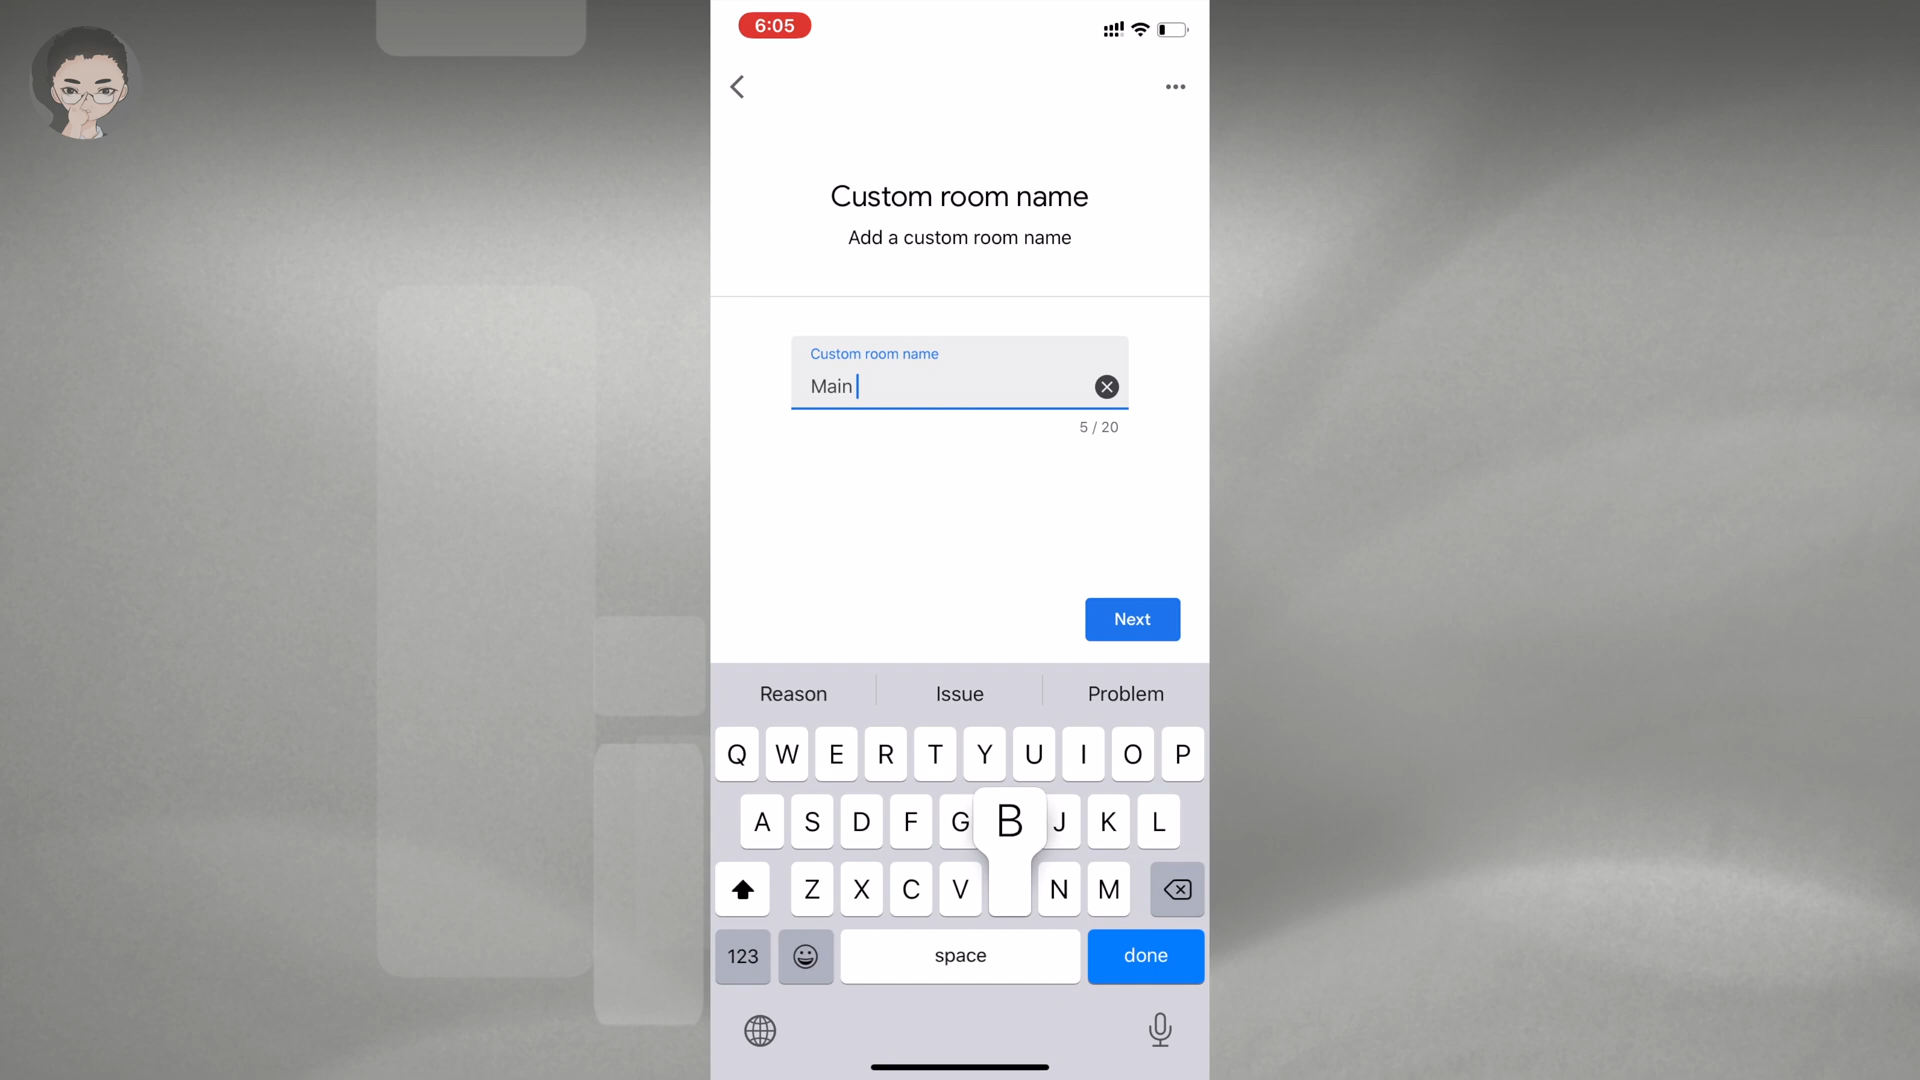 6:05
Custom room name
Add a custom room name
Custom room name
Main
5 / 20
Next
Reason Issue Problem
Q W E R T Y U I O P
A S D F G B J K L
Z X C V N M
123 space done